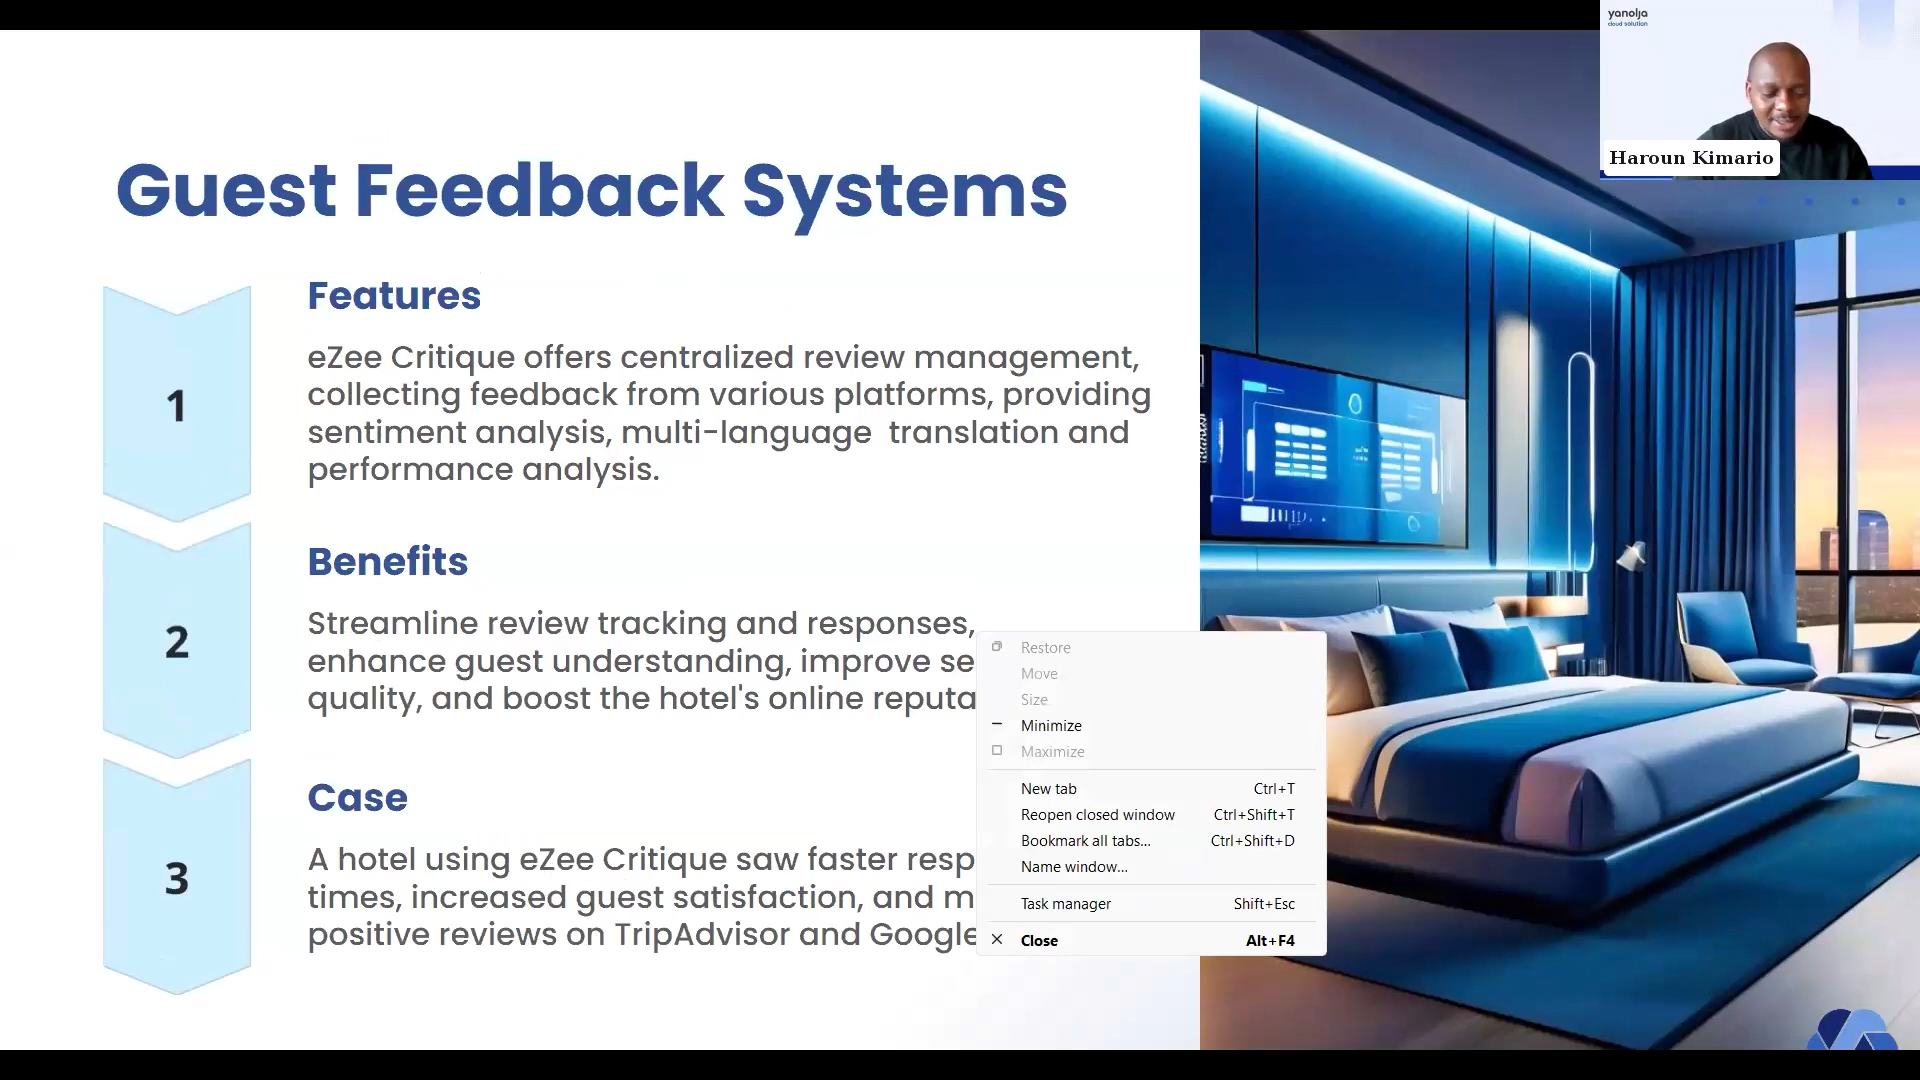 yanolja
cloud solution
Haroun Kimario
Guest Feedback Systems
1
Features
eZee Critique offers centralized review management,
collecting feedback from various platforms, providing
sentiment analysis, multi-language translation and
performance analysis.
2
Benefits
Streamline review tracking and responses,
enhance guest understanding, improve se
quality, and boost the hotel's online reputa
3
Case
A hotel using eZee Critique saw faster resp
times, increased guest satisfaction, and m
positive reviews on TripAdvisor and Google
Restore
Move
Size
Minimize
Maximize
New tab Ctrl+T
Reopen closed window Ctrl+Shift+T
Bookmark all tabs... Ctrl+Shift+D
Name window...
Task manager Shift+Esc
Close Alt+F4